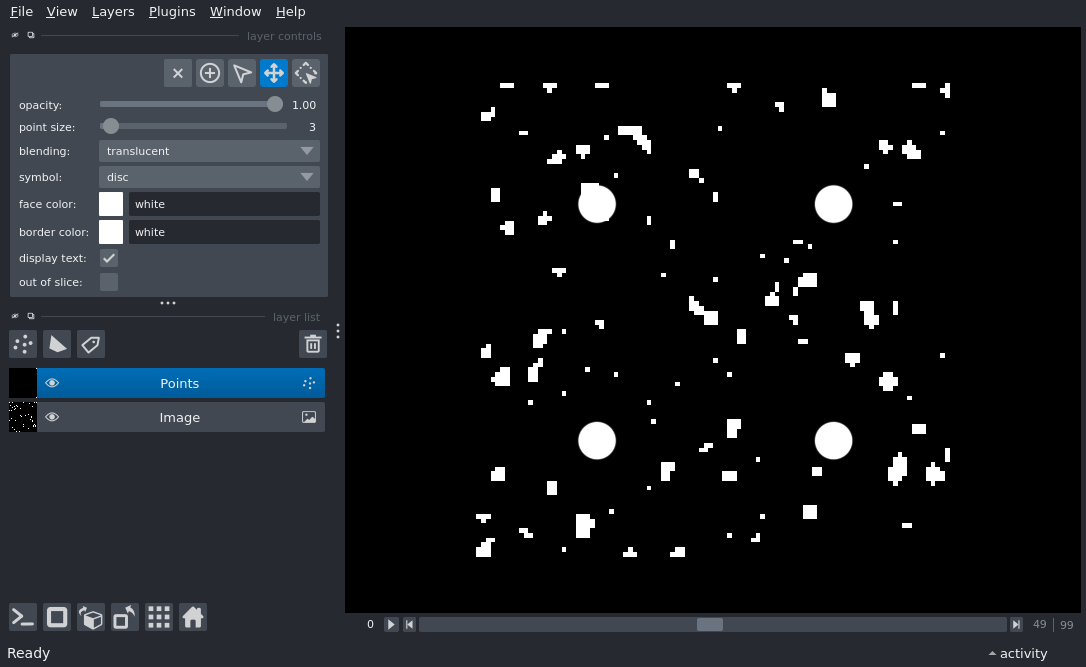 File View Layers Plugins Window Help
layer controls
opacity: 1.00
point size: 3
blending: translucent
symbol: disc
face color: white
border color: white
display text:
out of slice:
layer list
Points
Image
0 49 | 99
Ready activity